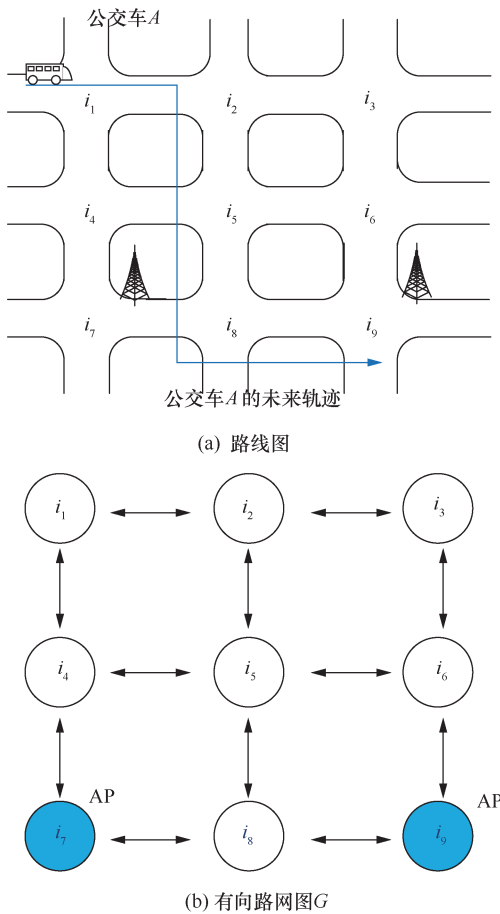 公交车A
i1 i2 i3
i4 i5 i6
i7 i8 i9
公交车A的未来轨迹
(a) 路线图
i1 i2 i3
i4 i5 i6
AP AP
i7 i8 i9
(b) 有向路网图G